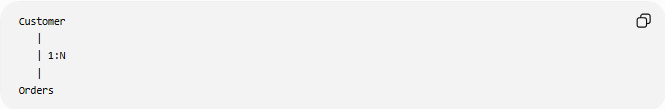 Customer
|
| 1:N
|
Orders